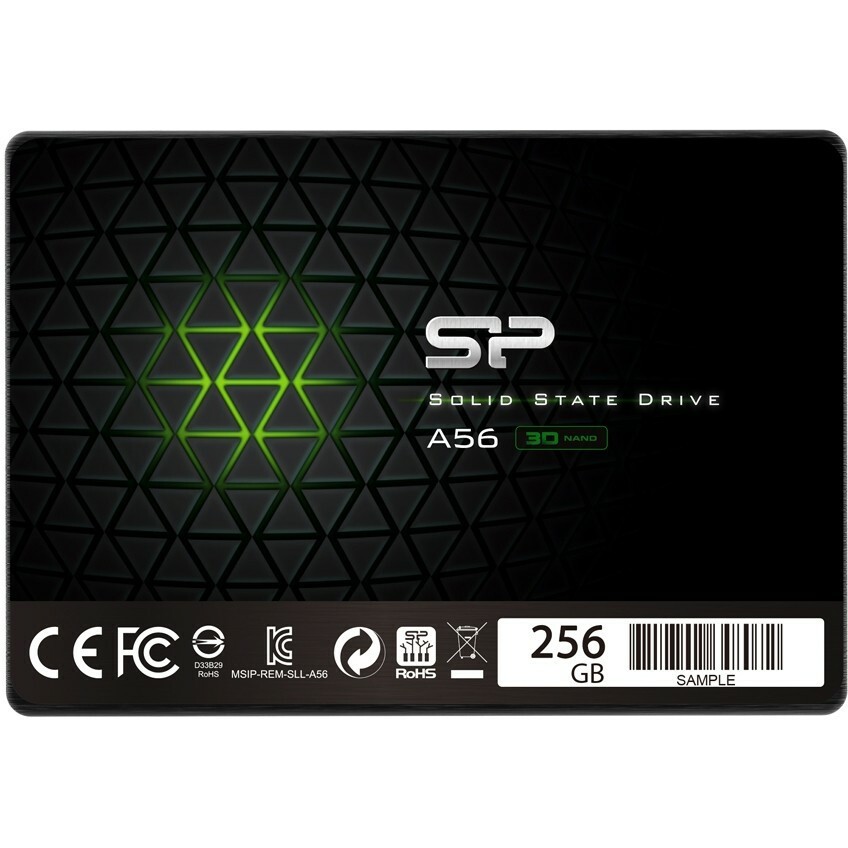 SP
SOLID STATE DRIVE
A56 3D NAND
CE FC D33B29 RoHS MSIP-REM-SLL-A56 SP RoHS
256 GB
SAMPLE